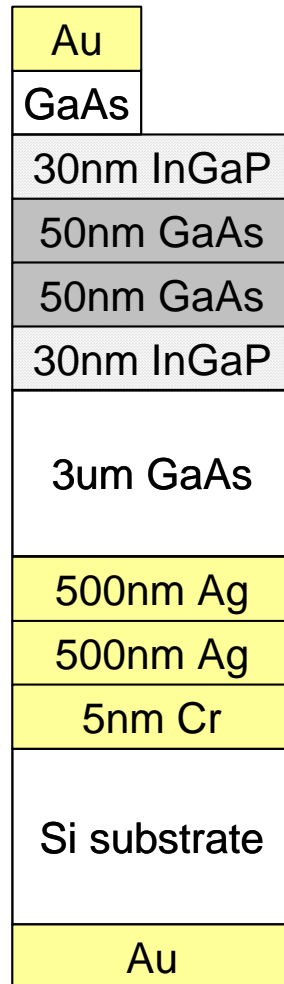 Au
GaAs
30nm InGaP
50nm GaAs
50nm GaAs
30nm InGaP
3um GaAs
500nm Ag
500nm Ag
5nm Cr
Si substrate
Au